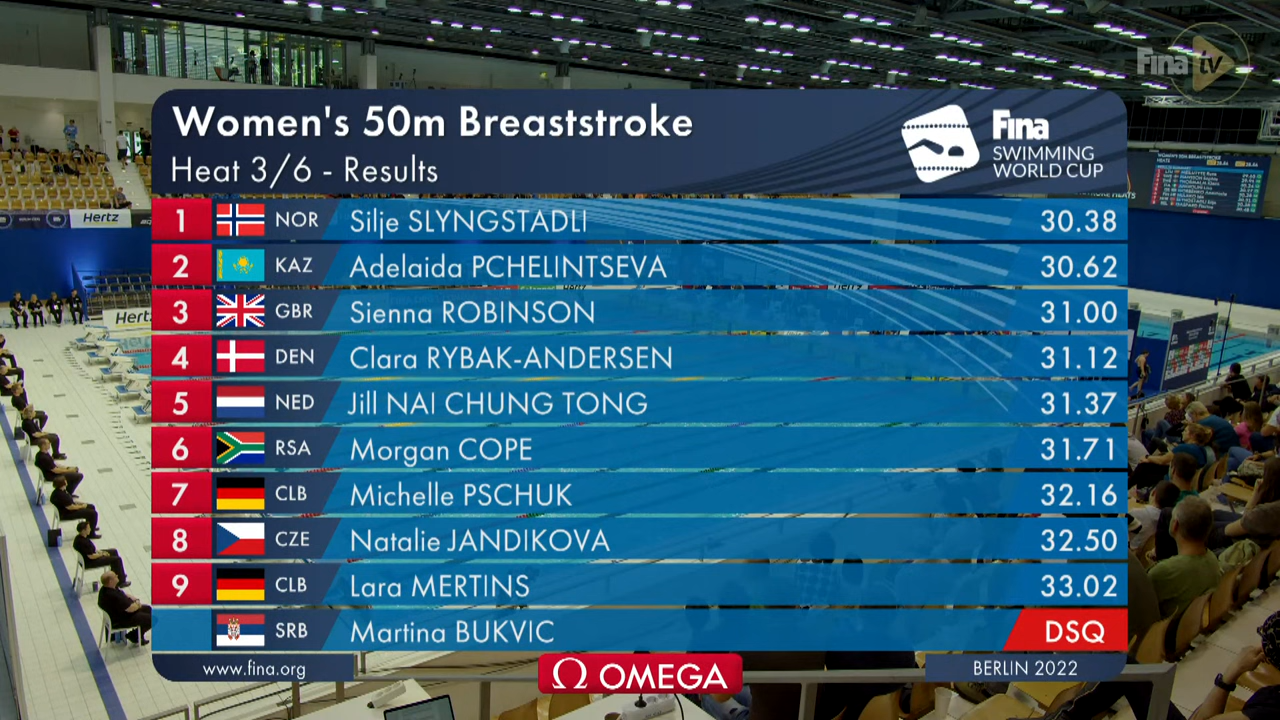 Fina tv
Women's 50m Breaststroke
Heat 3/6 - Results
Fina
SWIMMING
WORLD CUP
1 NOR Silje SLYNGSTADLI 30.38
2 KAZ Adelaida PCHELINTSEVA 30.62
3 GBR Sienna ROBINSON 31.00
4 DEN Clara RYBAK-ANDERSEN 31.12
5 NED Jill NAI CHUNG TONG 31.37
6 RSA Morgan COPE 31.71
7 CLB Michelle PSCHUK 32.16
8 CZE Natalie JANDIKOVA 32.50
9 CLB Lara MERTINS 33.02
SRB Martina BUKVIC DSQ
www.fina.org
Ω OMEGA
BERLIN 2022
Hertz
Hertz